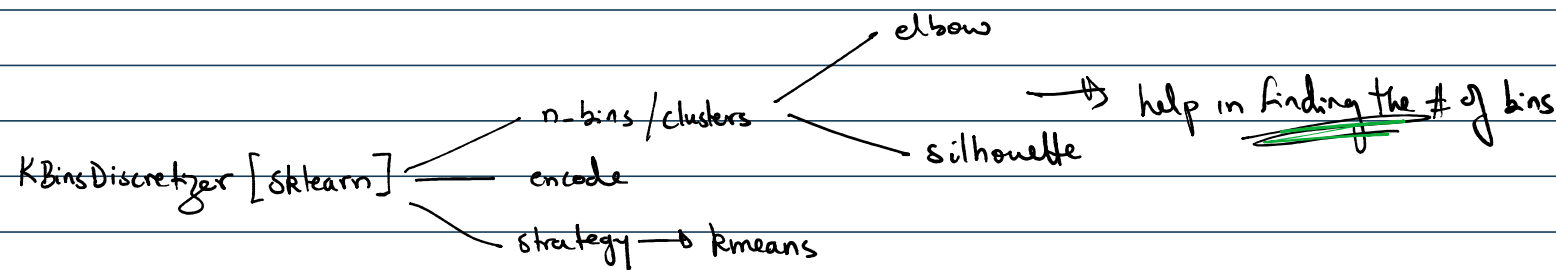 elbow
→ help in finding the # of bins
n_bins / clusters
silhouette
KBinsDiscretizer [sklearn]
encode
strategy → kmeans